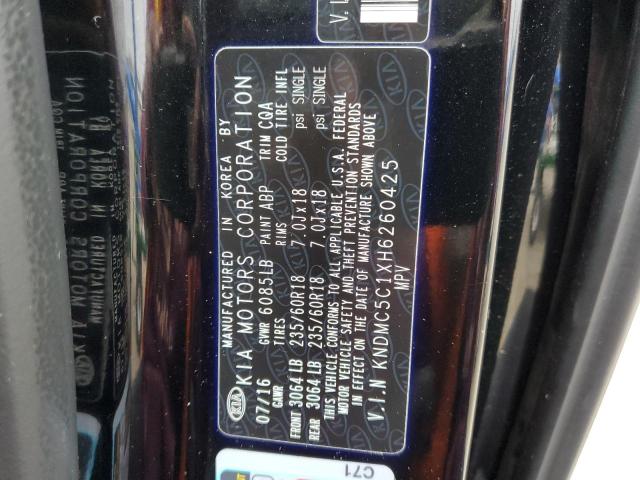 MANUFACTURED IN KOREA BY
KIA KIA MOTORS CORPORATION
07/16 GVWR 6085LB PAINT ABP TRIM CQA
GAWR TIRES RIMS COLD TIRE INFL
FRONT 3064LB 235/60R18 7.0Jx18 psi SINGLE
REAR 3064LB 235/60R18 7.0Jx18 psi SINGLE
THIS VEHICLE CONFORMS TO ALL APPLICABLE U.S.A. FEDERAL
MOTOR VEHICLE SAFETY AND THEFT PREVENTION STANDARDS
IN EFFECT ON THE DATE OF MANUFACTURE SHOWN ABOVE
V.I.N KNDMC5C1XH6260425
MPV
C71